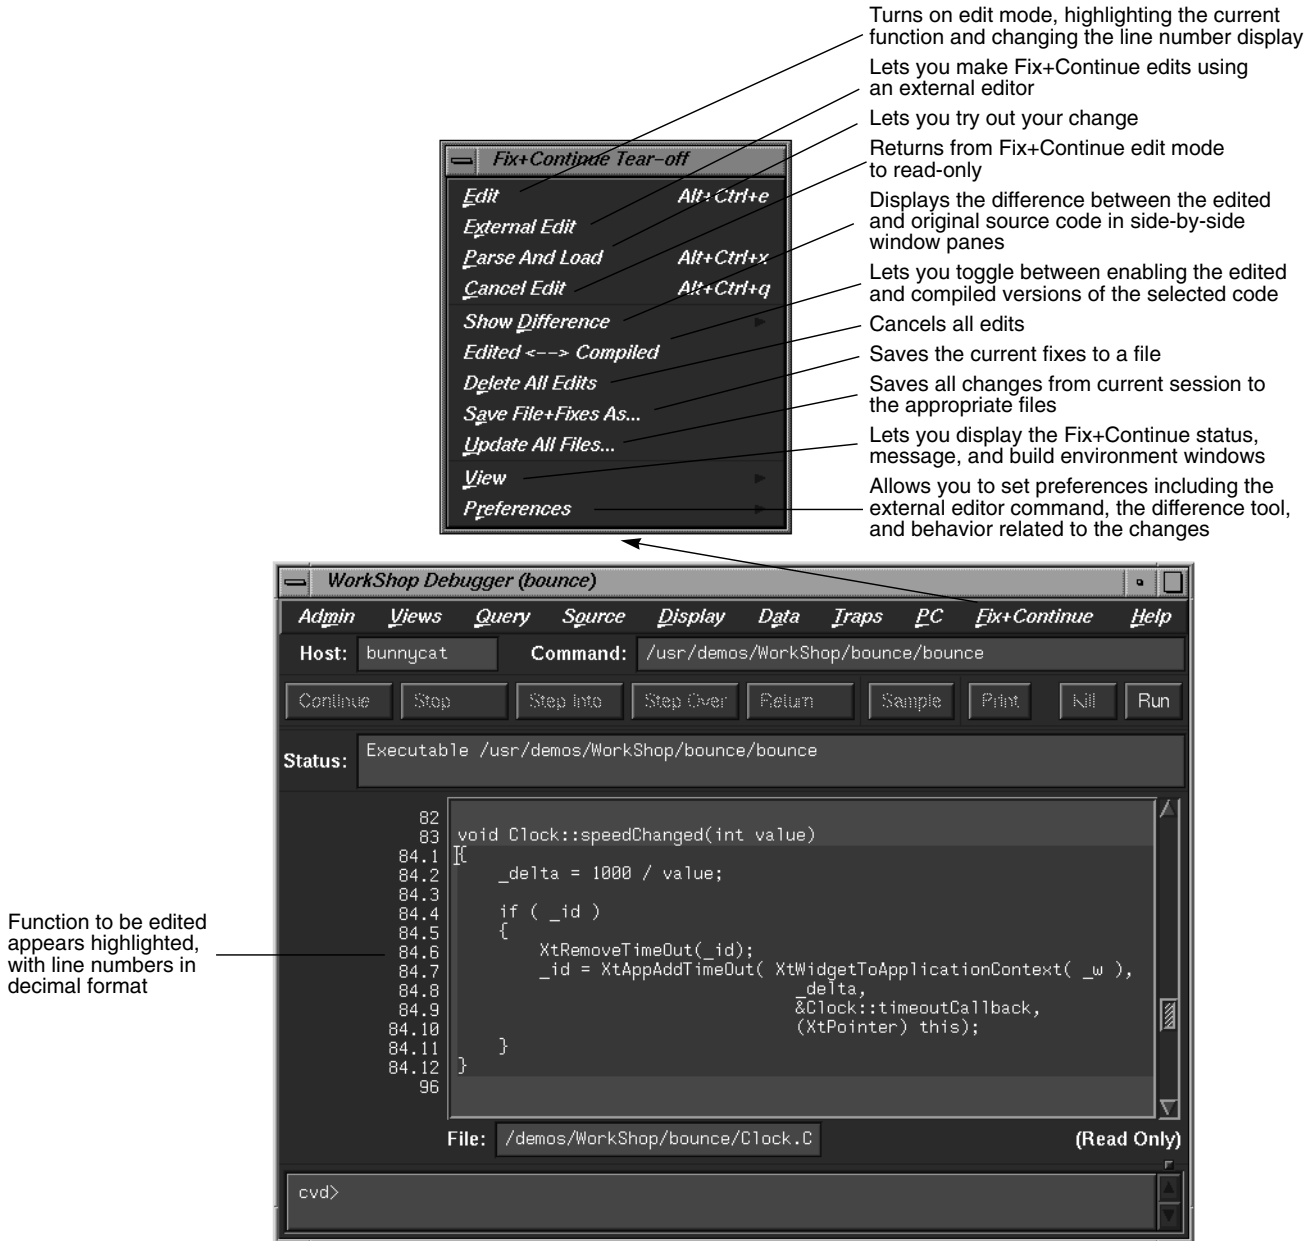 Turns on edit mode, highlighting the current
function and changing the line number display
Lets you make Fix+Continue edits using
an external editor
Lets you try out your change
Returns from Fix+Continue edit mode
to read-only
Displays the difference between the edited
and original source code in side-by-side
window panes
Lets you toggle between enabling the edited
and compiled versions of the selected code
Cancels all edits
Saves the current fixes to a file
Saves all changes from current session to
the appropriate files
Lets you display the Fix+Continue status,
message, and build environment windows
Allows you to set preferences including the
external editor command, the difference tool,
and behavior related to the changes
Fix+Continue Tear-off
Edit Alt+Ctrl+e
External Edit
Parse And Load Alt+Ctrl+x
Cancel Edit Alt+Ctrl+q
Show Difference
Edited <--> Compiled
Delete All Edits
Save File+Fixes As...
Update All Files...
View
Preferences
WorkShop Debugger (bounce)
Admin Views Query Source Display Data Traps PC Fix+Continue Help
Host: bunnycat Command: /usr/demos/WorkShop/bounce/bounce
Continue Stop Step Into Step Over Return Sample Print Kill Run
Status: Executable /usr/demos/WorkShop/bounce/bounce
82
83 void Clock::speedChanged(int value)
84.1 {
84.2 _delta = 1000 / value;
84.3
84.4 if ( _id )
84.5 {
84.6 XtRemoveTimeOut(_id);
84.7 _id = XtAppAddTimeOut( XtWidgetToApplicationContext( _w ),
84.8 _delta,
84.9 &Clock::timeoutCallback,
84.10 (XtPointer) this);
84.11 }
84.12 }
96
Function to be edited
appears highlighted,
with line numbers in
decimal format
File: /demos/WorkShop/bounce/Clock.C (Read Only)
cvd>